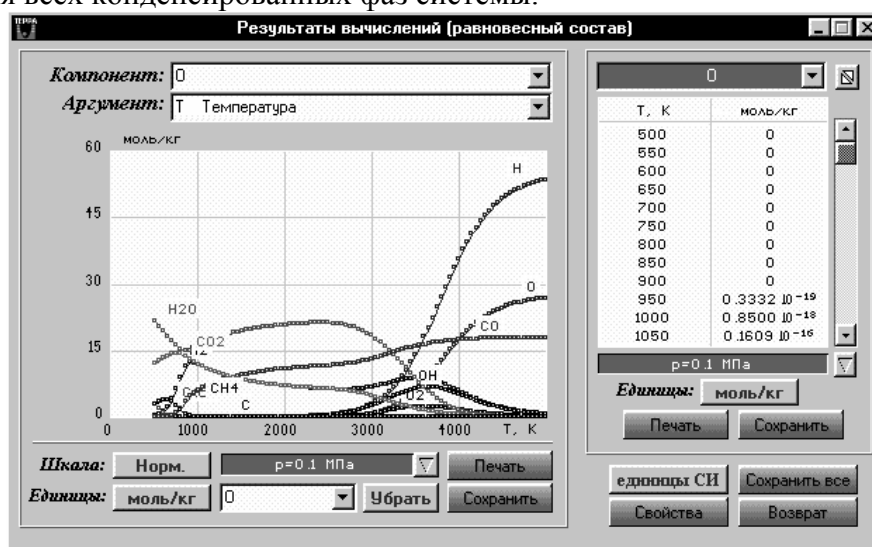 я всех конденсированных фаз системы.
Результаты вычислений (равновесный состав)
Компонент: O
Аргумент: T Температура
моль/кг
60
45
30
15
0
0 1000 2000 3000 4000 T, K
H
O
CO
H2O
CO2
H2
CH4
C
OH
O2
Шкала: Норм. p=0.1 МПа Печать
Единицы: моль/кг O Убрать Сохранить
O
T, K моль/кг
500 0
550 0
600 0
650 0
700 0
750 0
800 0
850 0
900 0
950 0.3332 10⁻¹⁹
1000 0.8500 10⁻¹⁸
1050 0.1609 10⁻¹⁶
p=0.1 МПа
Единицы: моль/кг
Печать Сохранить
единицы СИ Сохранить все
Свойства Возврат